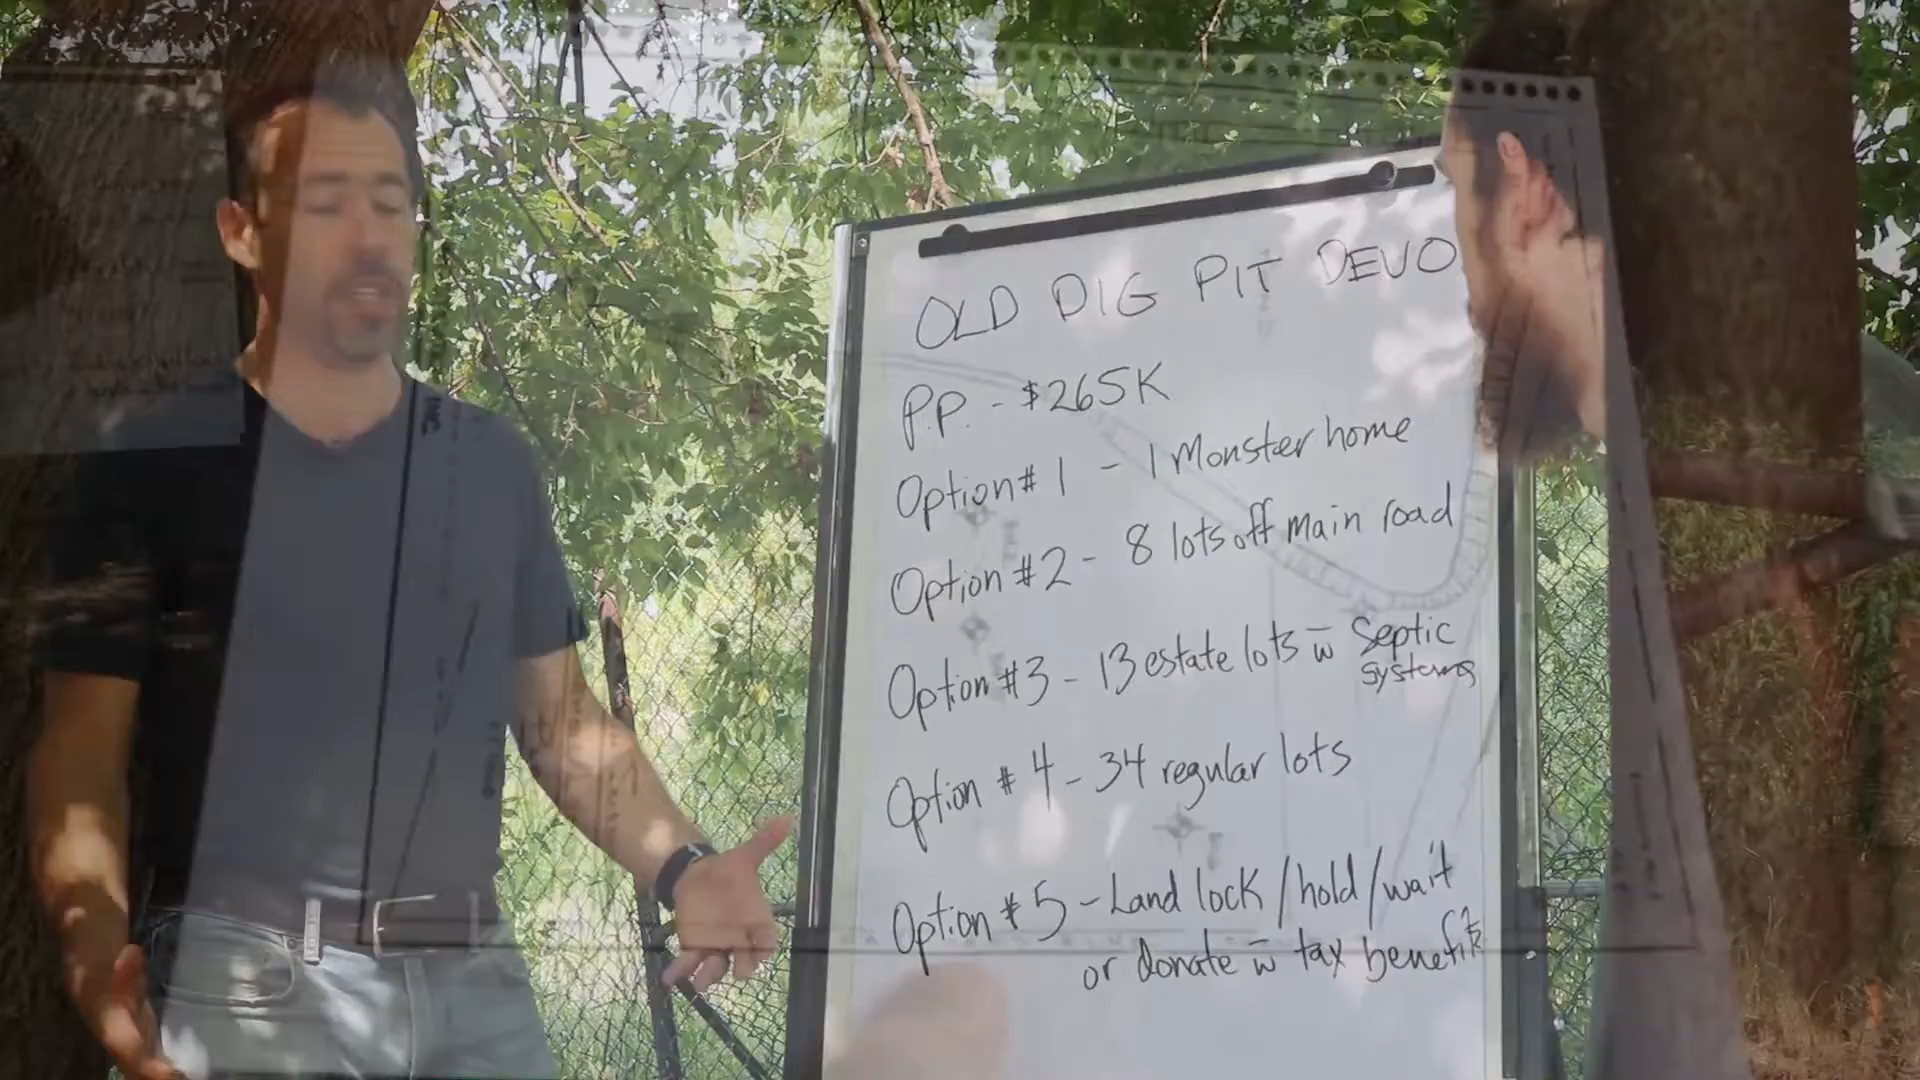 OLD DIG PIT DEVO
P.P. - $265K
Option # 1 - 1 Monster home
Option #2 - 8 lots off main road
Option #3 - 13 estate lots w̄ Septic
systems
Option # 4 - 34 regular lots
Option # 5 - Land lock / hold / wait
or donate w̄ tax benefits